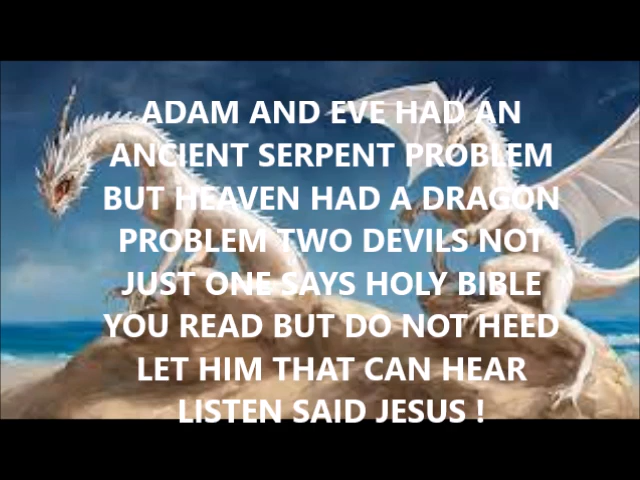 ADAM AND EVE HAD AN
ANCIENT SERPENT PROBLEM
BUT HEAVEN HAD A DRAGON
PROBLEM TWO DEVILS NOT
JUST ONE SAYS HOLY BIBLE
YOU READ BUT DO NOT HEED
LET HIM THAT CAN HEAR
LISTEN SAID JESUS !